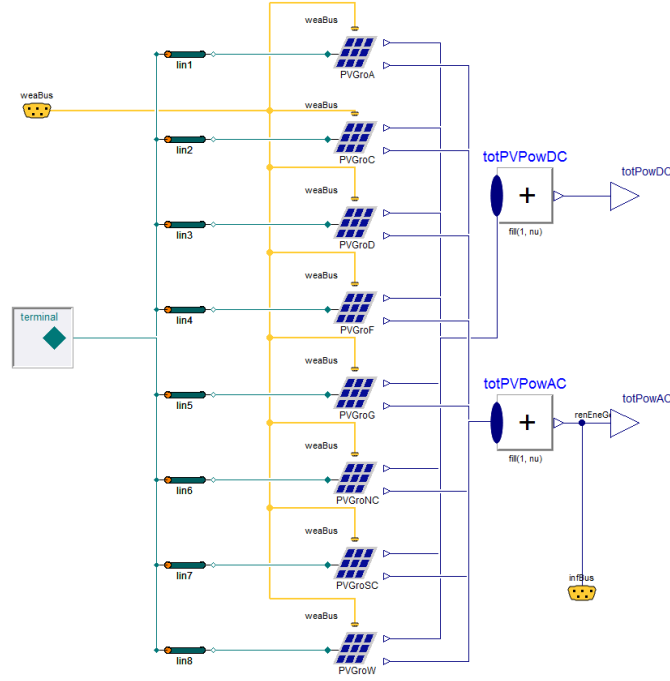 weaBus
lin1
PVGroA
weaBus
weaBus
lin2
PVGroC
totPVPowDC
+
fill(1, nu)
totPowDC
weaBus
lin3
PVGroD
weaBus
lin4
PVGroF
terminal
weaBus
lin5
PVGroG
totPVPowAC
+
fill(1, nu)
renEneG
totPowAC
weaBus
lin6
PVGroNC
weaBus
lin7
PVGroSC
infBus
weaBus
lin8
PVGroW